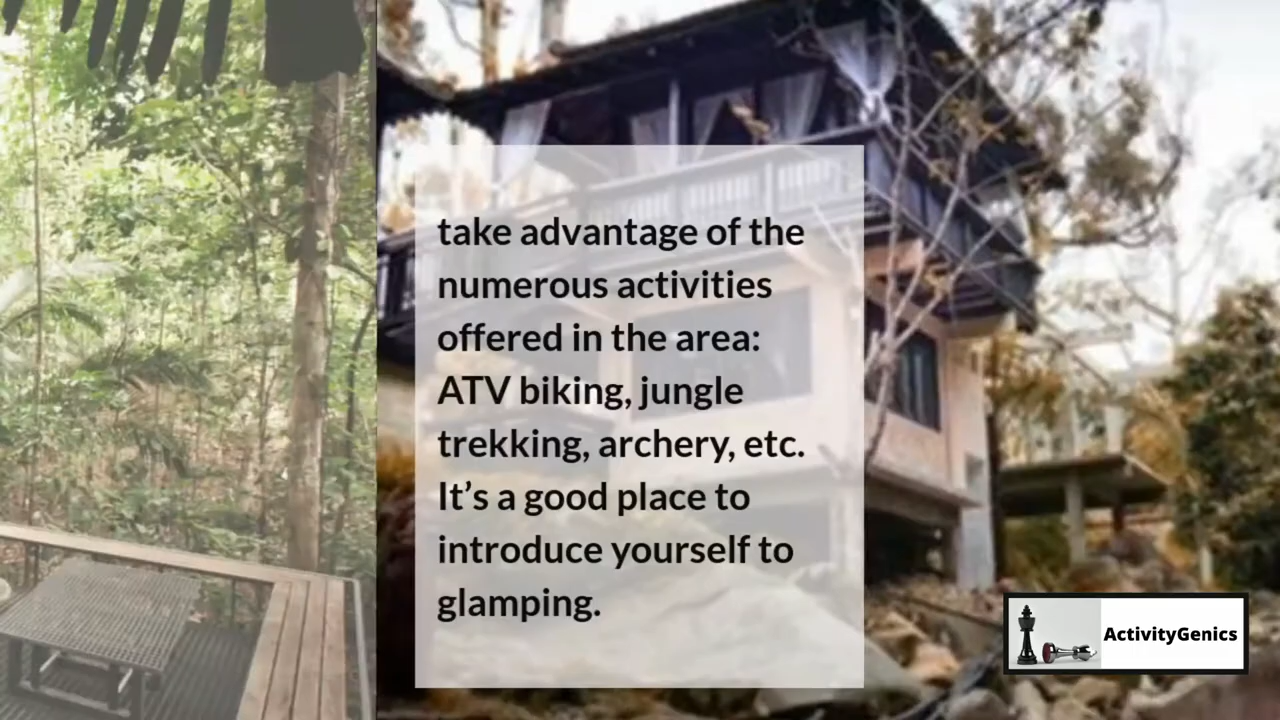 take advantage of the
numerous activities
offered in the area:
ATV biking, jungle
trekking, archery, etc.
It’s a good place to
introduce yourself to
glamping.
ActivityGenics